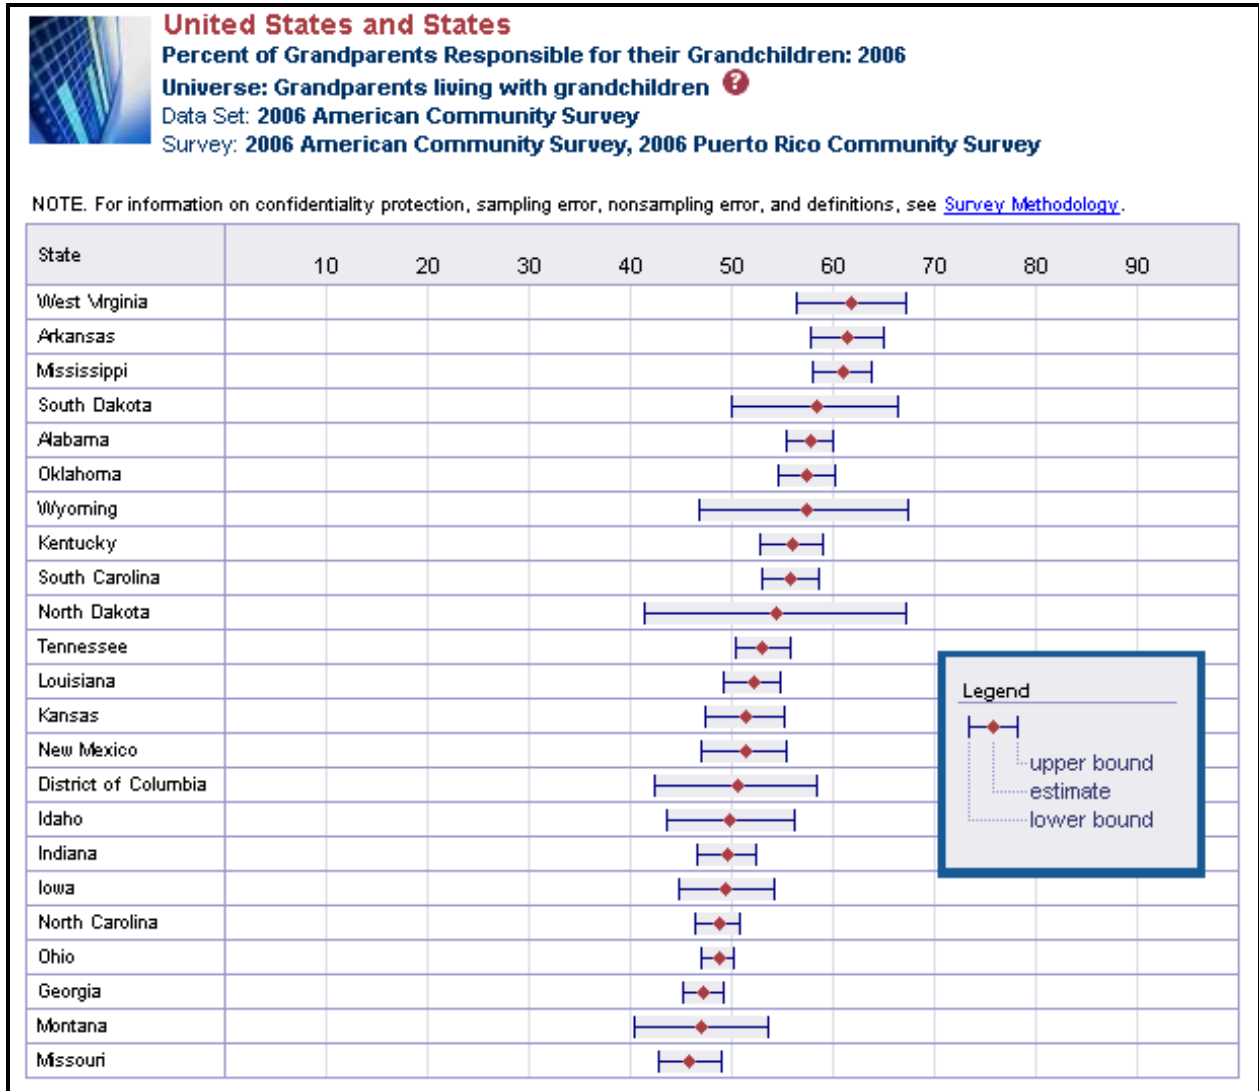 United States and States
Percent of Grandparents Responsible for their Grandchildren: 2006
Universe: Grandparents living with grandchildren ?
Data Set: 2006 American Community Survey
Survey: 2006 American Community Survey, 2006 Puerto Rico Community Survey
NOTE. For information on confidentiality protection, sampling error, nonsampling error, and definitions, see Survey Methodology.
State 10 20 30 40 50 60 70 80 90
West Virginia
Arkansas
Mississippi
South Dakota
Alabama
Oklahoma
Wyoming
Kentucky
South Carolina
North Dakota
Tennessee
Louisiana
Kansas
New Mexico
District of Columbia
Idaho
Indiana
Iowa
North Carolina
Ohio
Georgia
Montana
Missouri
Legend
upper bound
estimate
lower bound